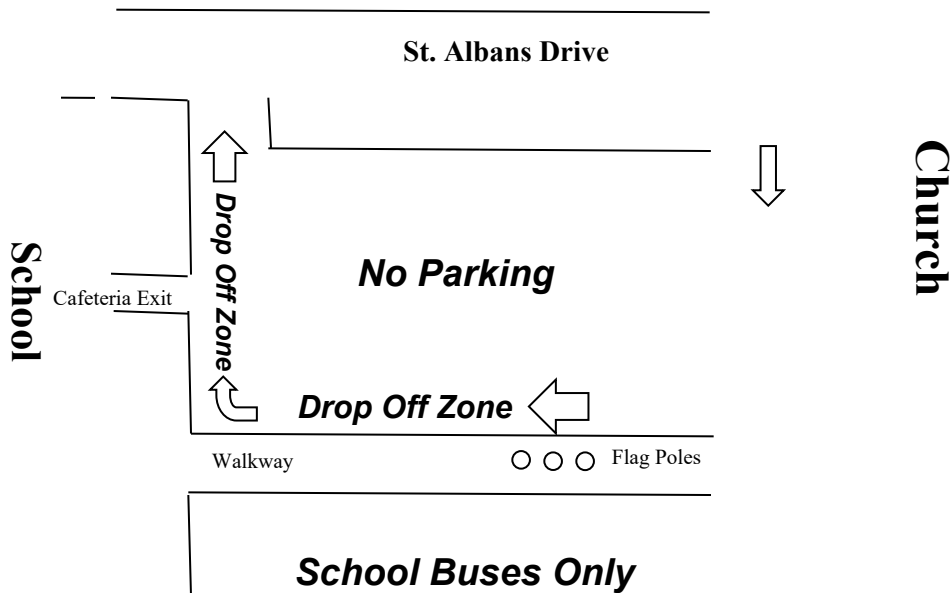 St. Albans Drive
Church
Drop Off Zone
No Parking
School
Cafeteria Exit
Drop Off Zone
Walkway
Flag Poles
School Buses Only